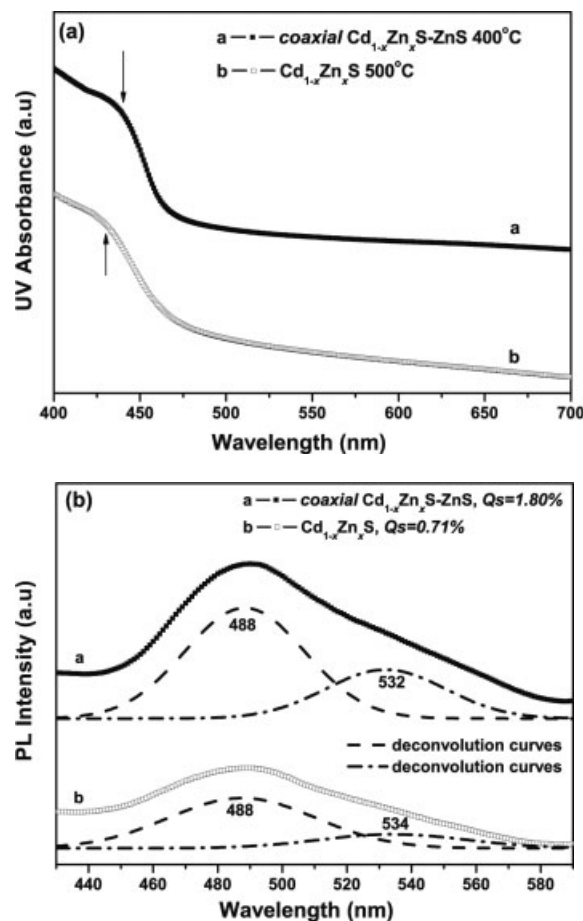 (a)
a —■— coaxial Cd₁₋ₓZnₓS-ZnS 400°C
b —□— Cd₁₋ₓZnₓS 500°C
UV Absorbance (a.u)
a
b
400 450 500 550 600 650 700
Wavelength (nm)
(b)
a —■— coaxial Cd₁₋ₓZnₓS-ZnS, Qs=1.80%
b —□— Cd₁₋ₓZnₓS, Qs=0.71%
PL Intensity (a.u)
a
488
532
– – – deconvolution curves
–·–·– deconvolution curves
b
488
534
440 460 480 500 520 540 560 580
Wavelength (nm)